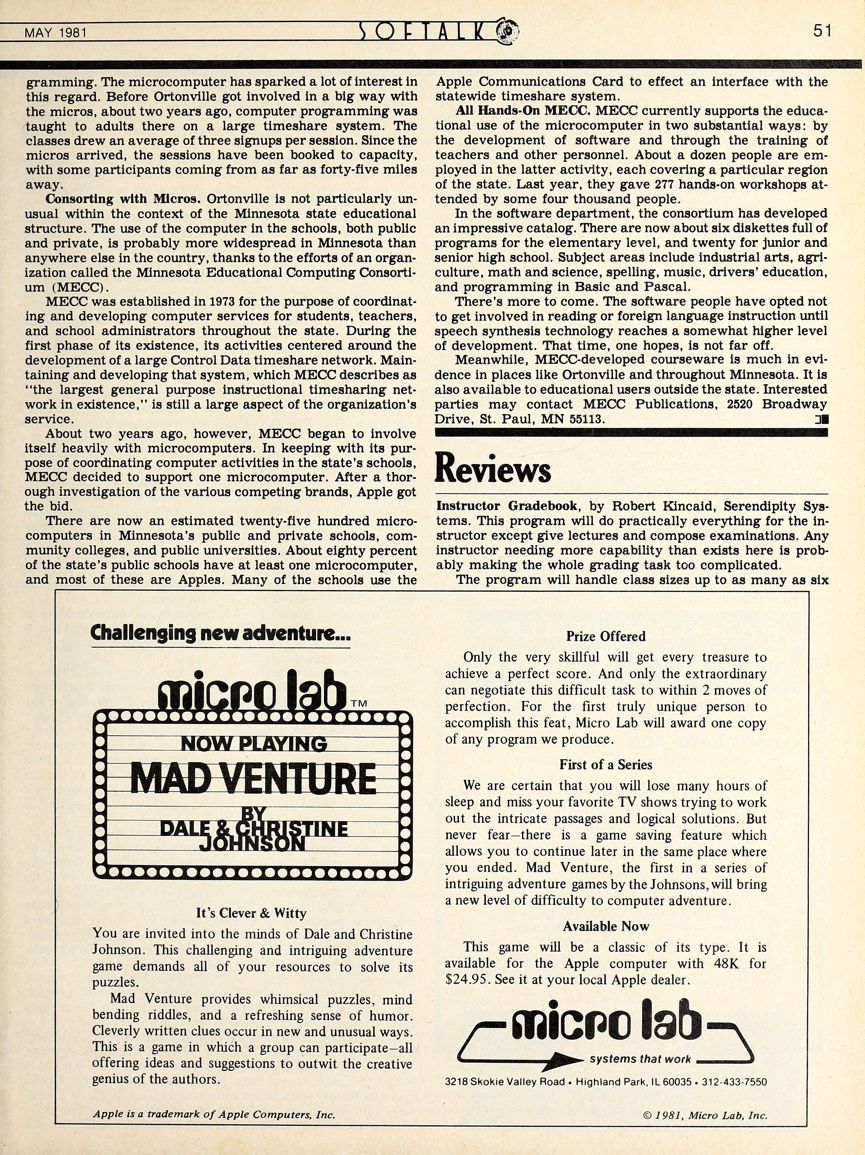 MAY 1981
SOFTALK
51
gramming. The microcomputer has sparked a lot of interest in
this regard. Before Ortonville got involved in a big way with
the micros, about two years ago, computer programming was
taught to adults there on a large timeshare system. The
classes drew an average of three signups per session. Since the
micros arrived, the sessions have been booked to capacity,
with some participants coming from as far as forty-five miles
away.
Consorting with Micros. Ortonville is not particularly un-
usual within the context of the Minnesota state educational
structure. The use of the computer in the schools, both public
and private, is probably more widespread in Minnesota than
anywhere else in the country, thanks to the efforts of an organ-
ization called the Minnesota Educational Computing Consorti-
um (MECC).
MECC was established in 1973 for the purpose of coordinat-
ing and developing computer services for students, teachers,
and school administrators throughout the state. During the
first phase of its existence, its activities centered around the
development of a large Control Data timeshare network. Main-
taining and developing that system, which MECC describes as
"the largest general purpose instructional timesharing net-
work in existence," is still a large aspect of the organization's
service.
About two years ago, however, MECC began to involve
itself heavily with microcomputers. In keeping with its pur-
pose of coordinating computer activities in the state's schools,
MECC decided to support one microcomputer. After a thor-
ough investigation of the various competing brands, Apple got
the bid.
There are now an estimated twenty-five hundred micro-
computers in Minnesota's public and private schools, com-
munity colleges, and public universities. About eighty percent
of the state's public schools have at least one microcomputer,
and most of these are Apples. Many of the schools use the
Apple Communications Card to effect an interface with the
statewide timeshare system.
All Hands-On MECC. MECC currently supports the educa-
tional use of the microcomputer in two substantial ways: by
the development of software and through the training of
teachers and other personnel. About a dozen people are em-
ployed in the latter activity, each covering a particular region
of the state. Last year, they gave 277 hands-on workshops at-
tended by some four thousand people.
In the software department, the consortium has developed
an impressive catalog. There are now about six diskettes full of
programs for the elementary level, and twenty for junior and
senior high school. Subject areas include industrial arts, agri-
culture, math and science, spelling, music, drivers' education,
and programming in Basic and Pascal.
There's more to come. The software people have opted not
to get involved in reading or foreign language instruction until
speech synthesis technology reaches a somewhat higher level
of development. That time, one hopes, is not far off.
Meanwhile, MECC-developed courseware is much in evi-
dence in places like Ortonville and throughout Minnesota. It is
also available to educational users outside the state. Interested
parties may contact MECC Publications, 2520 Broadway
Drive, St. Paul, MN 55113.
Reviews
Instructor Gradebook, by Robert Kincaid, Serendipity Sys-
tems. This program will do practically everything for the in-
structor except give lectures and compose examinations. Any
instructor needing more capability than exists here is prob-
ably making the whole grading task too complicated.
The program will handle class sizes up to as many as six
Challenging new adventure...
micro lab TM
NOW PLAYING
MAD VENTURE
BY
DALE & CHRISTINE
JOHNSON
It's Clever & Witty
You are invited into the minds of Dale and Christine
Johnson. This challenging and intriguing adventure
game demands all of your resources to solve its
puzzles.
Mad Venture provides whimsical puzzles, mind
bending riddles, and a refreshing sense of humor.
Cleverly written clues occur in new and unusual ways.
This is a game in which a group can participate—all
offering ideas and suggestions to outwit the creative
genius of the authors.
Apple is a trademark of Apple Computers, Inc.
Prize Offered
Only the very skillful will get every treasure to
achieve a perfect score. And only the extraordinary
can negotiate this difficult task to within 2 moves of
perfection. For the first truly unique person to
accomplish this feat, Micro Lab will award one copy
of any program we produce.
First of a Series
We are certain that you will lose many hours of
sleep and miss your favorite TV shows trying to work
out the intricate passages and logical solutions. But
never fear—there is a game saving feature which
allows you to continue later in the same place where
you ended. Mad Venture, the first in a series of
intriguing adventure games by the Johnsons, will bring
a new level of difficulty to computer adventure.
Available Now
This game will be a classic of its type. It is
available for the Apple computer with 48K for
$24.95. See it at your local Apple dealer.
micro lab
systems that work
3218 Skokie Valley Road • Highland Park, IL 60035 • 312-433-7550
© 1981, Micro Lab, Inc.